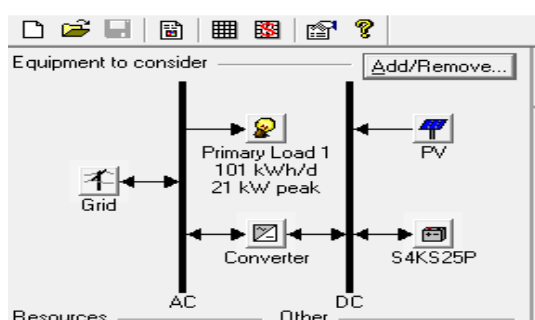 Equipment to consider
Add/Remove...
Primary Load 1
101 kWh/d
21 kW peak
PV
Grid
Converter
S4KS25P
AC
DC
Resources
Other